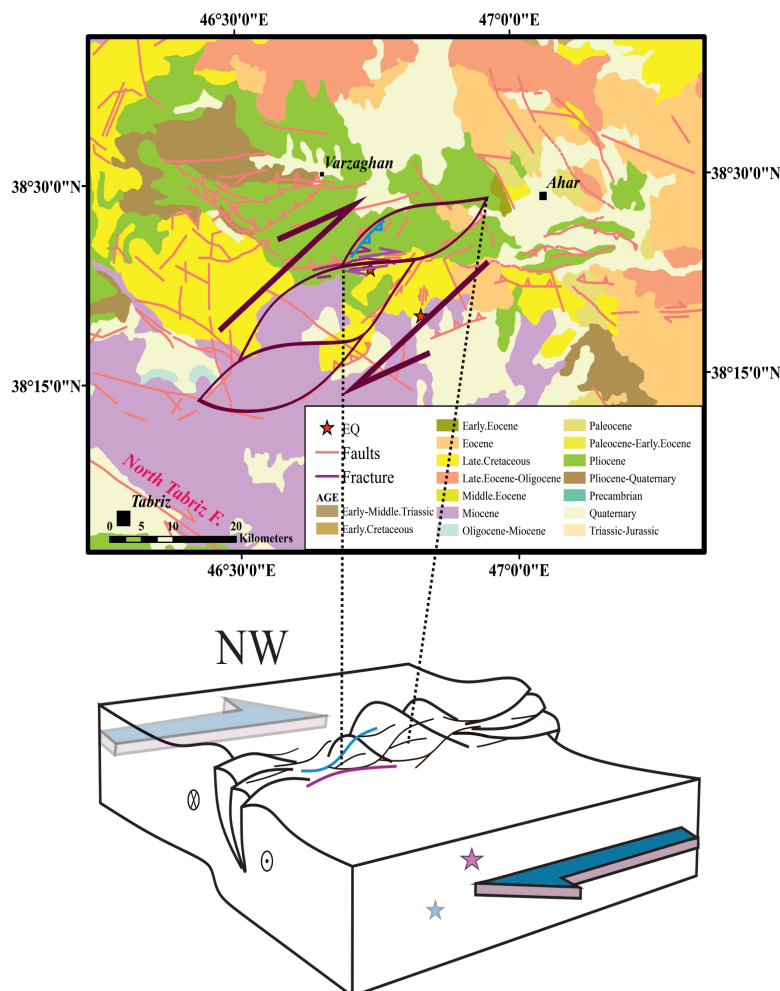 46°30'0"E 47°0'0"E
38°30'0"N
38°30'0"N
Varzaghan
Ahar
38°15'0"N
38°15'0"N
EQ
Faults
Fracture
AGE
Early-Middle.Triassic
Early.Cretaceous
Early.Eocene
Eocene
Late.Cretaceous
Late.Eocene-Oligocene
Middle.Eocene
Miocene
Oligocene-Miocene
Paleocene
Paleocene-Early.Eocene
Pliocene
Pliocene-Quaternary
Precambrian
Quaternary
Triassic-Jurassic
North Tabriz F.
Tabriz
0 5 10 20
Kilometers
46°30'0"E 47°0'0"E
NW